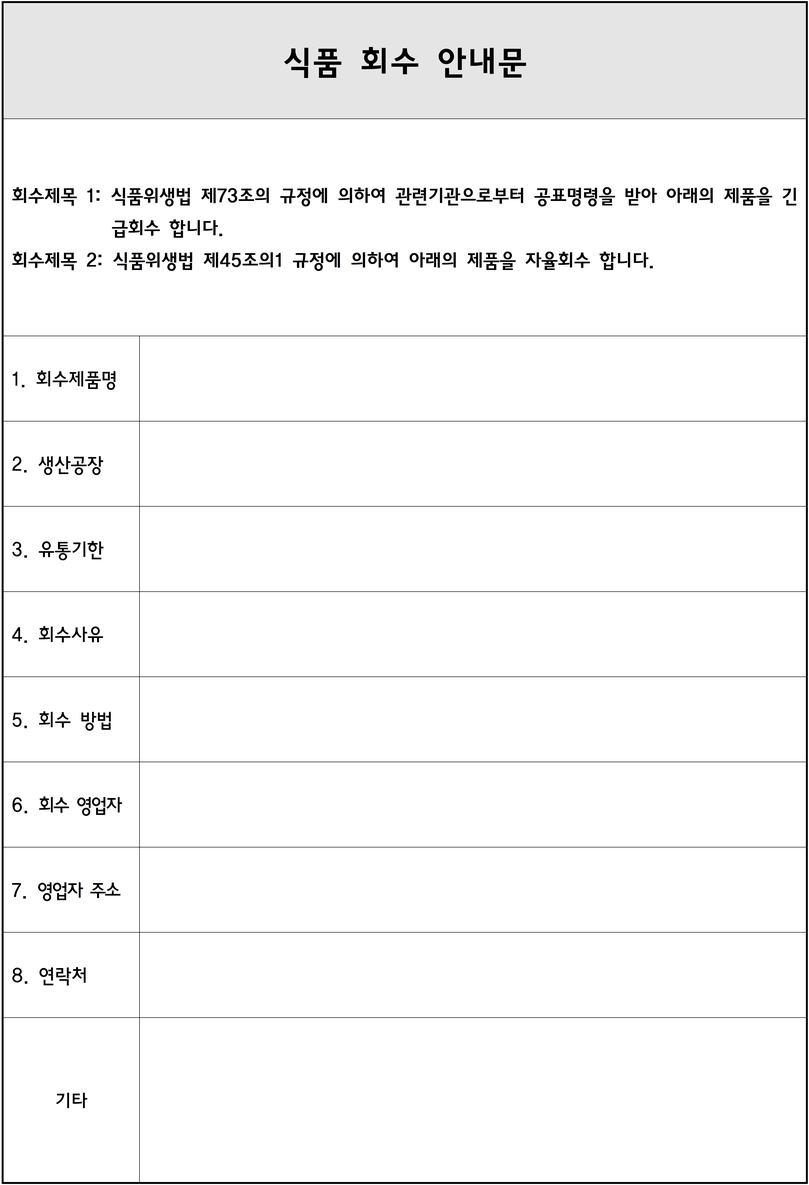 식품 회수 안내문
회수제목 1: 식품위생법 제73조의 규정에 의하여 관련기관으로부터 공표명령을 받아 아래의 제품을 긴
급회수 합니다.
회수제목 2: 식품위생법 제45조의1 규정에 의하여 아래의 제품을 자율회수 합니다.
1. 회수제품명
2. 생산공장
3. 유통기한
4. 회수사유
5. 회수 방법
6. 회수 영업자
7. 영업자 주소
8. 연락처
기타